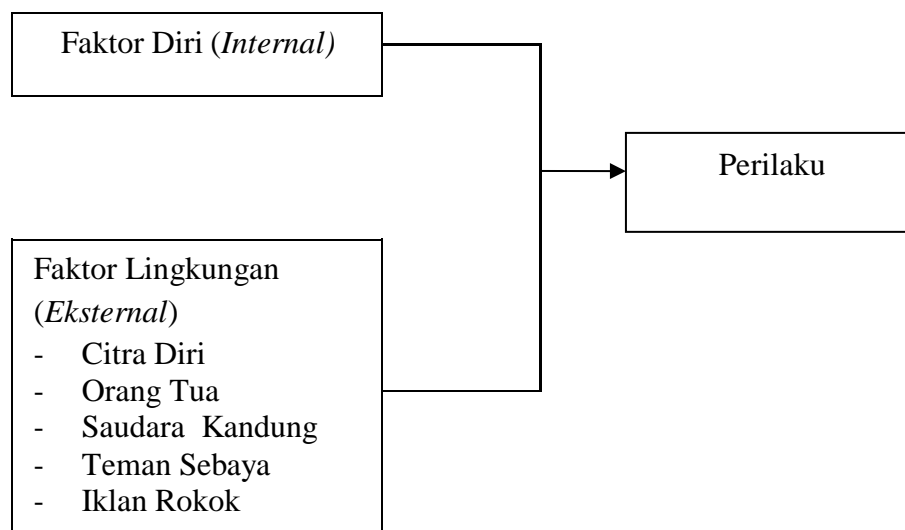 Faktor Diri (Internal)
Perilaku
Faktor Lingkungan
(Eksternal)
- Citra Diri
- Orang Tua
- Saudara Kandung
- Teman Sebaya
- Iklan Rokok